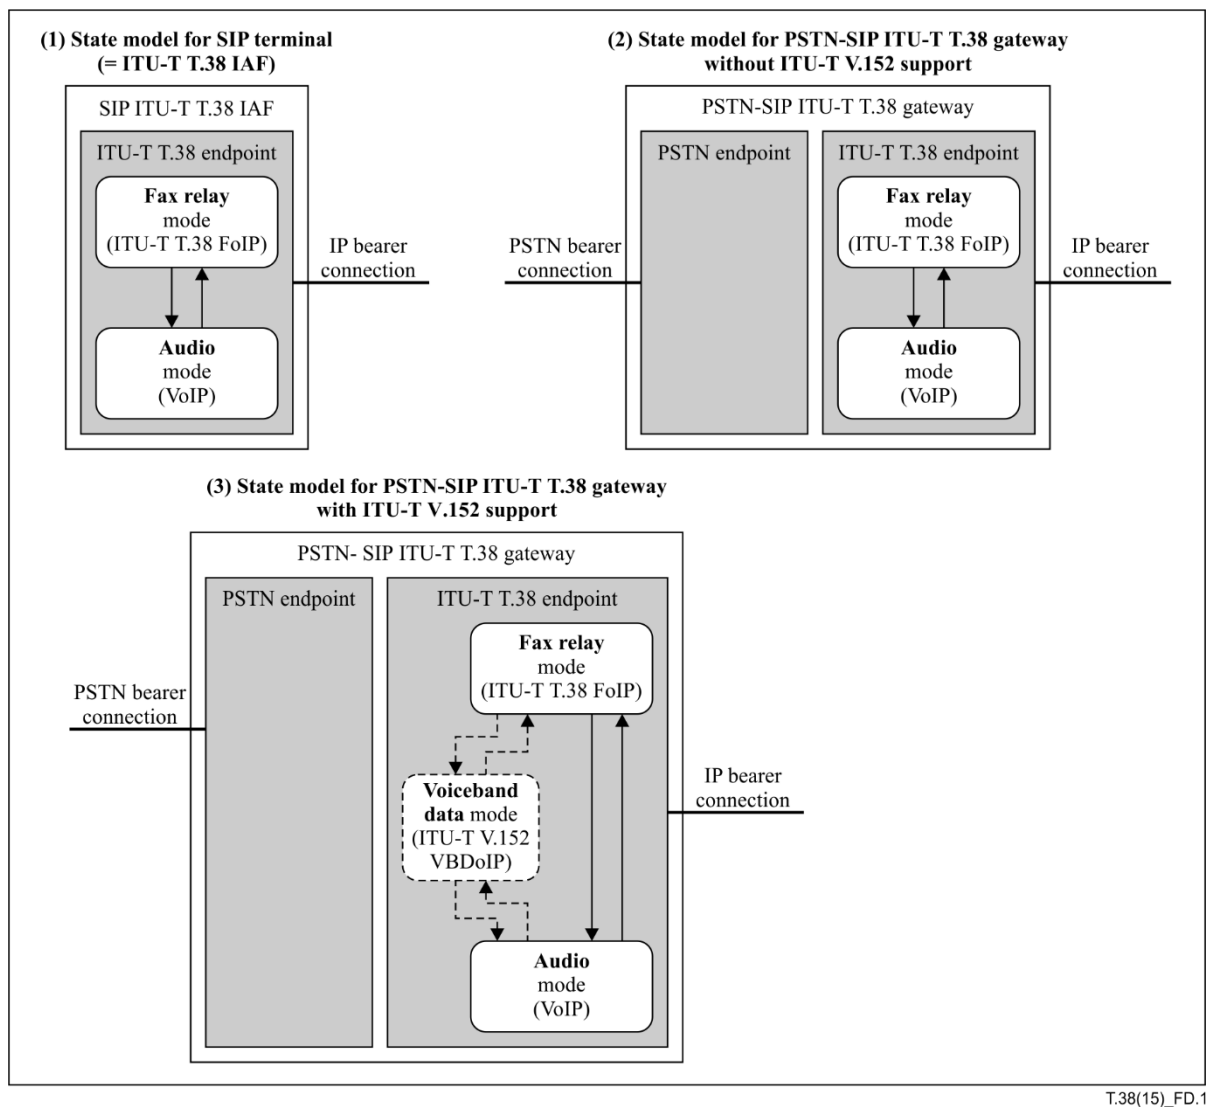 (1) State model for SIP terminal
(= ITU-T T.38 IAF)
SIP ITU-T T.38 IAF
ITU-T T.38 endpoint
Fax relay
mode
(ITU-T T.38 FoIP)
Audio
mode
(VoIP)
IP bearer
connection
(2) State model for PSTN-SIP ITU-T T.38 gateway
without ITU-T V.152 support
PSTN-SIP ITU-T T.38 gateway
PSTN bearer
connection
PSTN endpoint
ITU-T T.38 endpoint
Fax relay
mode
(ITU-T T.38 FoIP)
Audio
mode
(VoIP)
IP bearer
connection
(3) State model for PSTN-SIP ITU-T T.38 gateway
with ITU-T V.152 support
PSTN- SIP ITU-T T.38 gateway
PSTN bearer
connection
PSTN endpoint
ITU-T T.38 endpoint
Fax relay
mode
(ITU-T T.38 FoIP)
Voiceband
data mode
(ITU-T V.152
VBDoIP)
Audio
mode
(VoIP)
IP bearer
connection
T.38(15)_FD.1